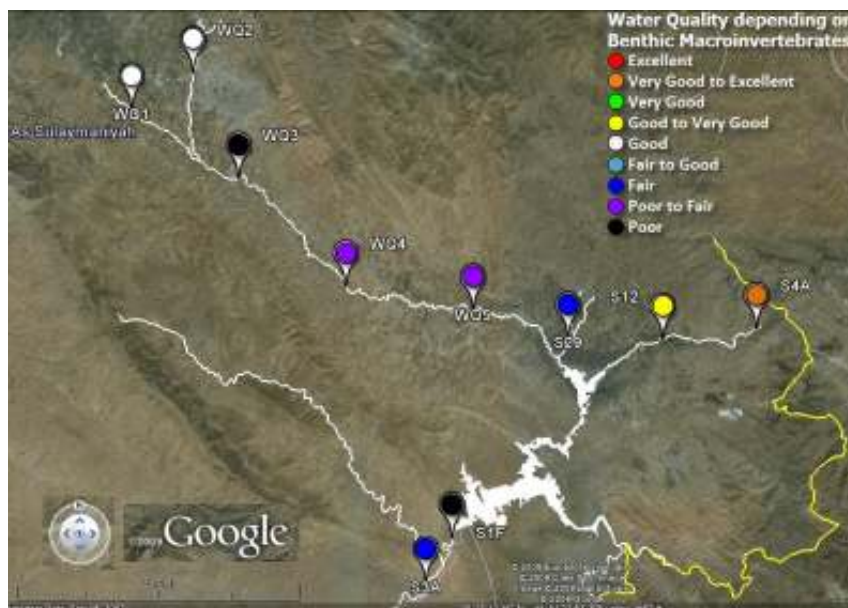 Water Quality depending on
Benthic Macroinvertebrates
Excellent
Very Good to Excellent
Very Good
Good to Very Good
Good
Fair to Good
Fair
Poor to Fair
Poor
WQ2
WQ1
As Sulaymaniyah
WQ3
WQ4
WQ5
S29
S12
S4A
S1F
S3A
©2009 Google